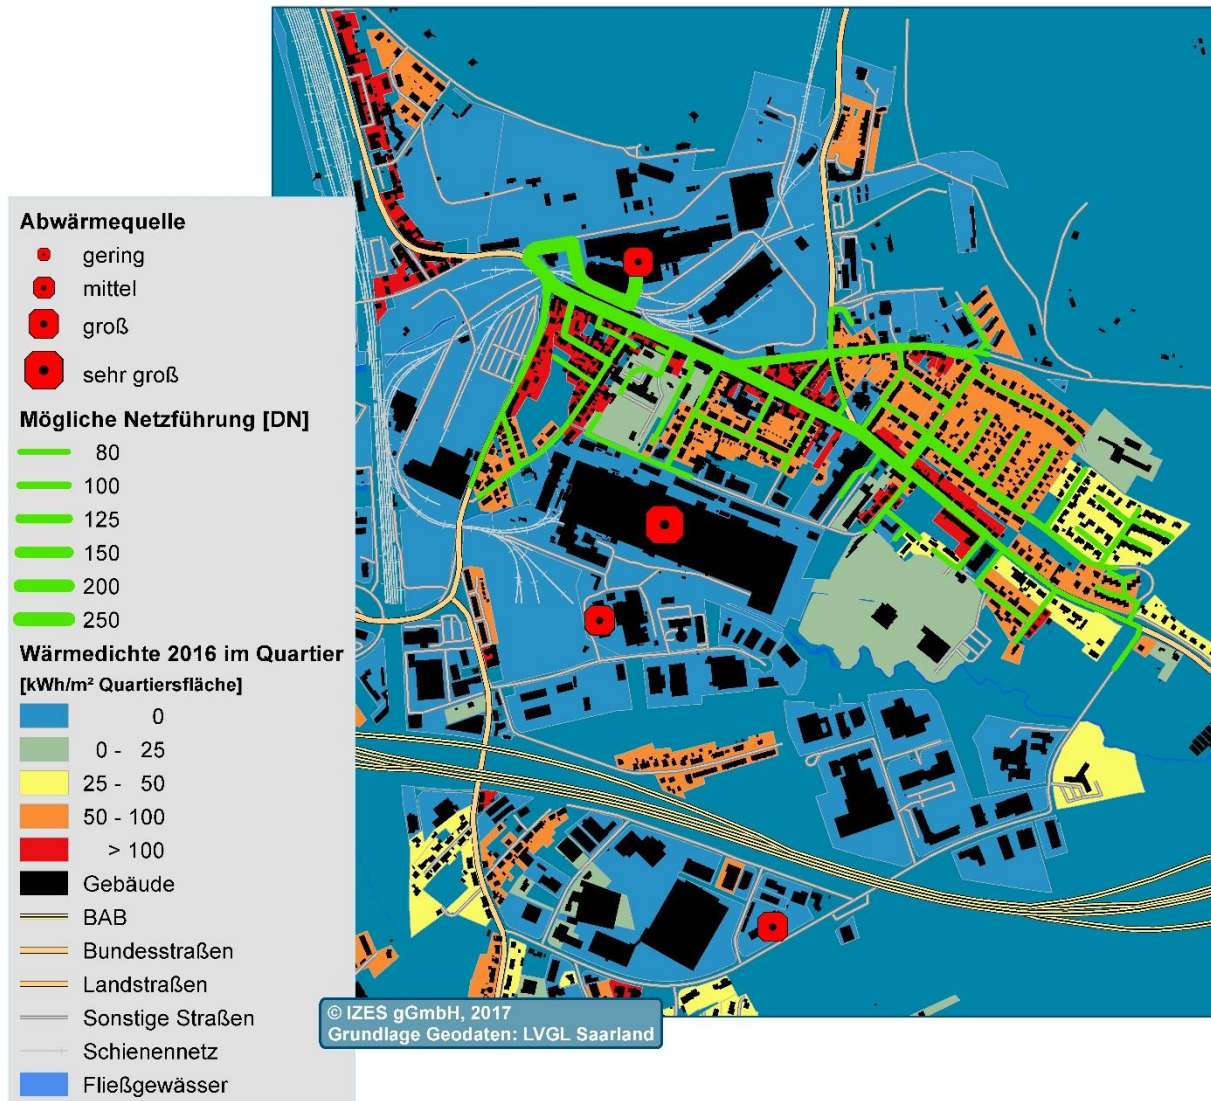 Abwärmequelle
gering
mittel
groß
sehr groß
Mögliche Netzführung [DN]
80
100
125
150
200
250
Wärmedichte 2016 im Quartier
[kWh/m² Quartiersfläche]
0
0 - 25
25 - 50
50 - 100
> 100
Gebäude
BAB
Bundesstraßen
Landstraßen
Sonstige Straßen
Schienennetz
Fließgewässer
© IZES gGmbH, 2017
Grundlage Geodaten: LVGL Saarland